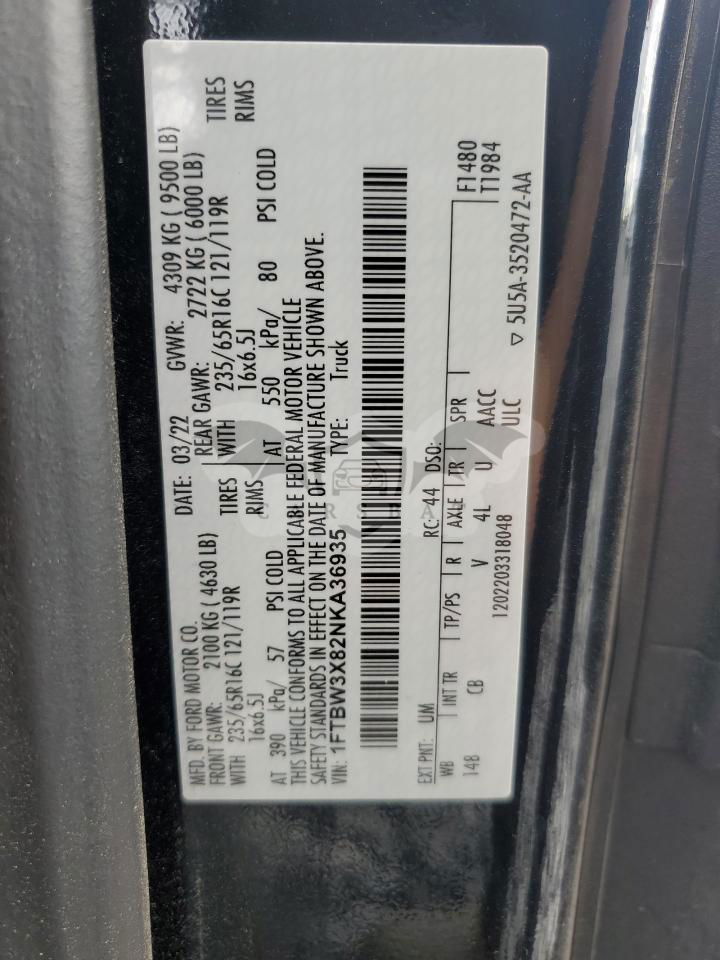 MFD. BY FORD MOTOR CO. DATE: 03/22 GVWR: 4309 KG ( 9500 LB)
FRONT GAWR: 2100 KG ( 4630 LB) REAR GAWR: 2722 KG ( 6000 LB)
WITH 235/65R16C 121/119R TIRES WITH 235/65R16C 121/119R TIRES
16x6.5J RIMS 16x6.5J RIMS
AT 390 kPa/ 57 PSI COLD AT 550 kPa/ 80 PSI COLD
THIS VEHICLE CONFORMS TO ALL APPLICABLE FEDERAL MOTOR VEHICLE
SAFETY STANDARDS IN EFFECT ON THE DATE OF MANUFACTURE SHOWN ABOVE.
VIN: 1FTBW3X82NKA36935 TYPE: Truck
EXT PNT: UM RC: 44 DSO:
WB INT TR TP/PS R AXLE TR SPR F1480
148 CB V 4L U AACC T1984
1202203318048 ULC ▽ 5U5A-3520472-AA